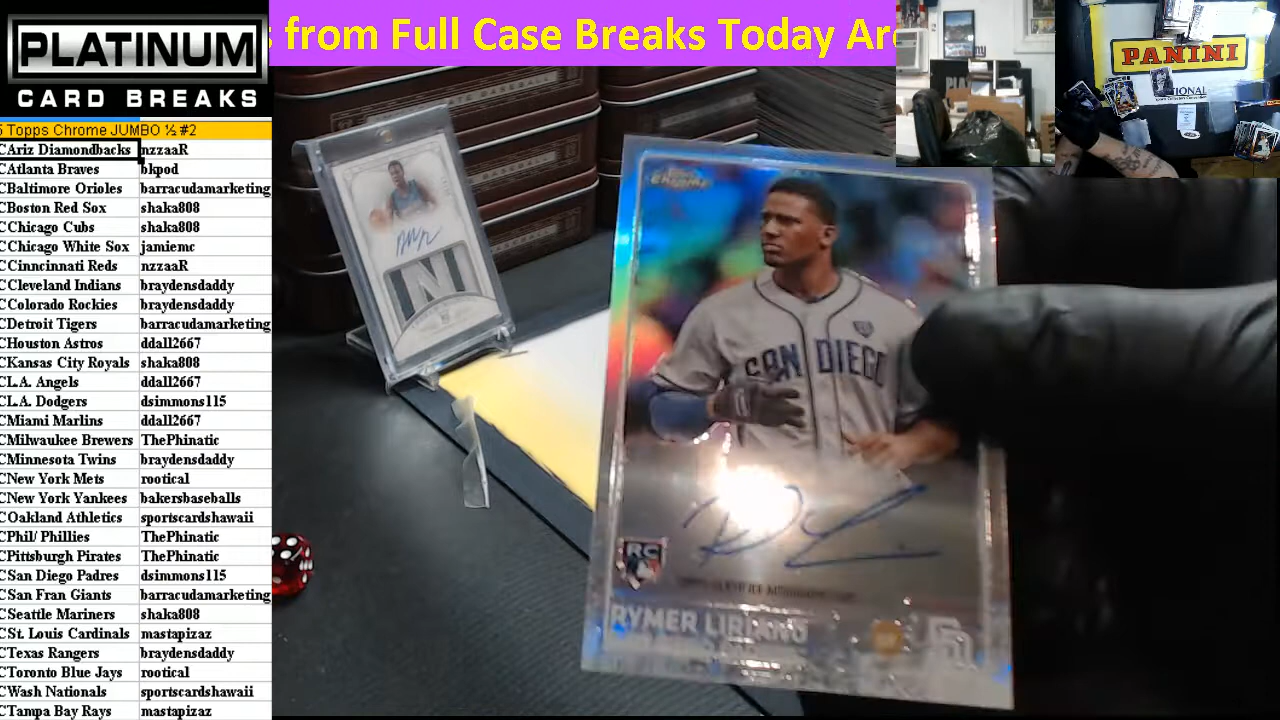 PLATINUM
CARD BREAKS
from Full Case Breaks Today Ar
5 Topps Chrome JUMBO ½ #2
CAriz Diamondbacks nzzaaR
CAtlanta Braves bkpod
CBaltimore Orioles barracudamarketing
CBoston Red Sox shaka808
CChicago Cubs shaka808
CChicago White Sox jamiemc
CCinncinnati Reds nzzaaR
CCleveland Indians braydensdaddy
CColorado Rockies braydensdaddy
CDetroit Tigers barracudamarketing
CHouston Astros ddall2667
CKansas City Royals shaka808
CL.A. Angels ddall2667
CL.A. Dodgers dsimmons115
CMiami Marlins ddall2667
CMilwaukee Brewers ThePhinatic
CMinnesota Twins braydensdaddy
CNew York Mets rootical
CNew York Yankees bakersbaseballs
COakland Athletics sportscardshawaii
CPhil/ Phillies ThePhinatic
CPittsburgh Pirates ThePhinatic
CSan Diego Padres dsimmons115
CSan Fran Giants barracudamarketing
CSeattle Mariners shaka808
CSt. Louis Cardinals mastapizaz
CTexas Rangers braydensdaddy
CToronto Blue Jays rootical
CWash Nationals sportscardshawaii
CTampa Bay Rays mastapizaz
PANINI
BASEBALL
N
CHROME
SAN DIEGO
RC
RYMER LIRIANO